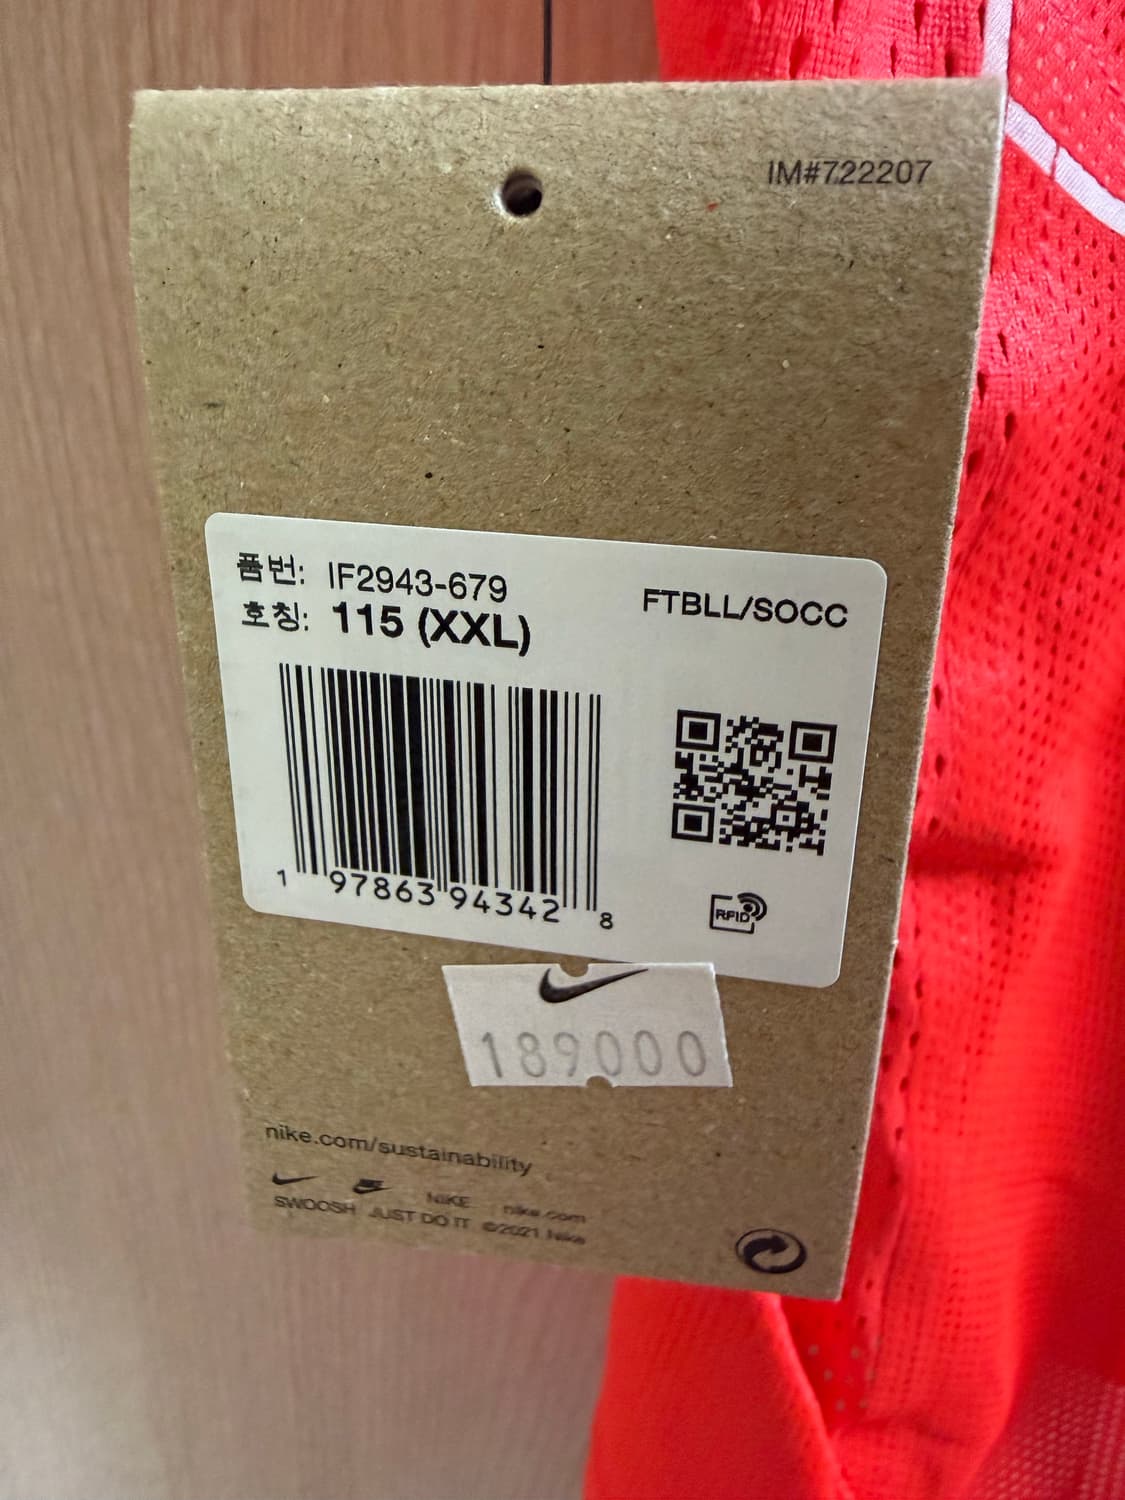 IM#722207
품번: IF2943-679
호칭: 115 (XXL)
FTBLL/SOCC
1 97863 94342 8
RFID
189000
nike.com/sustainability
NIKE nike.com
SWOOSH JUST DO IT ©2021 Nike